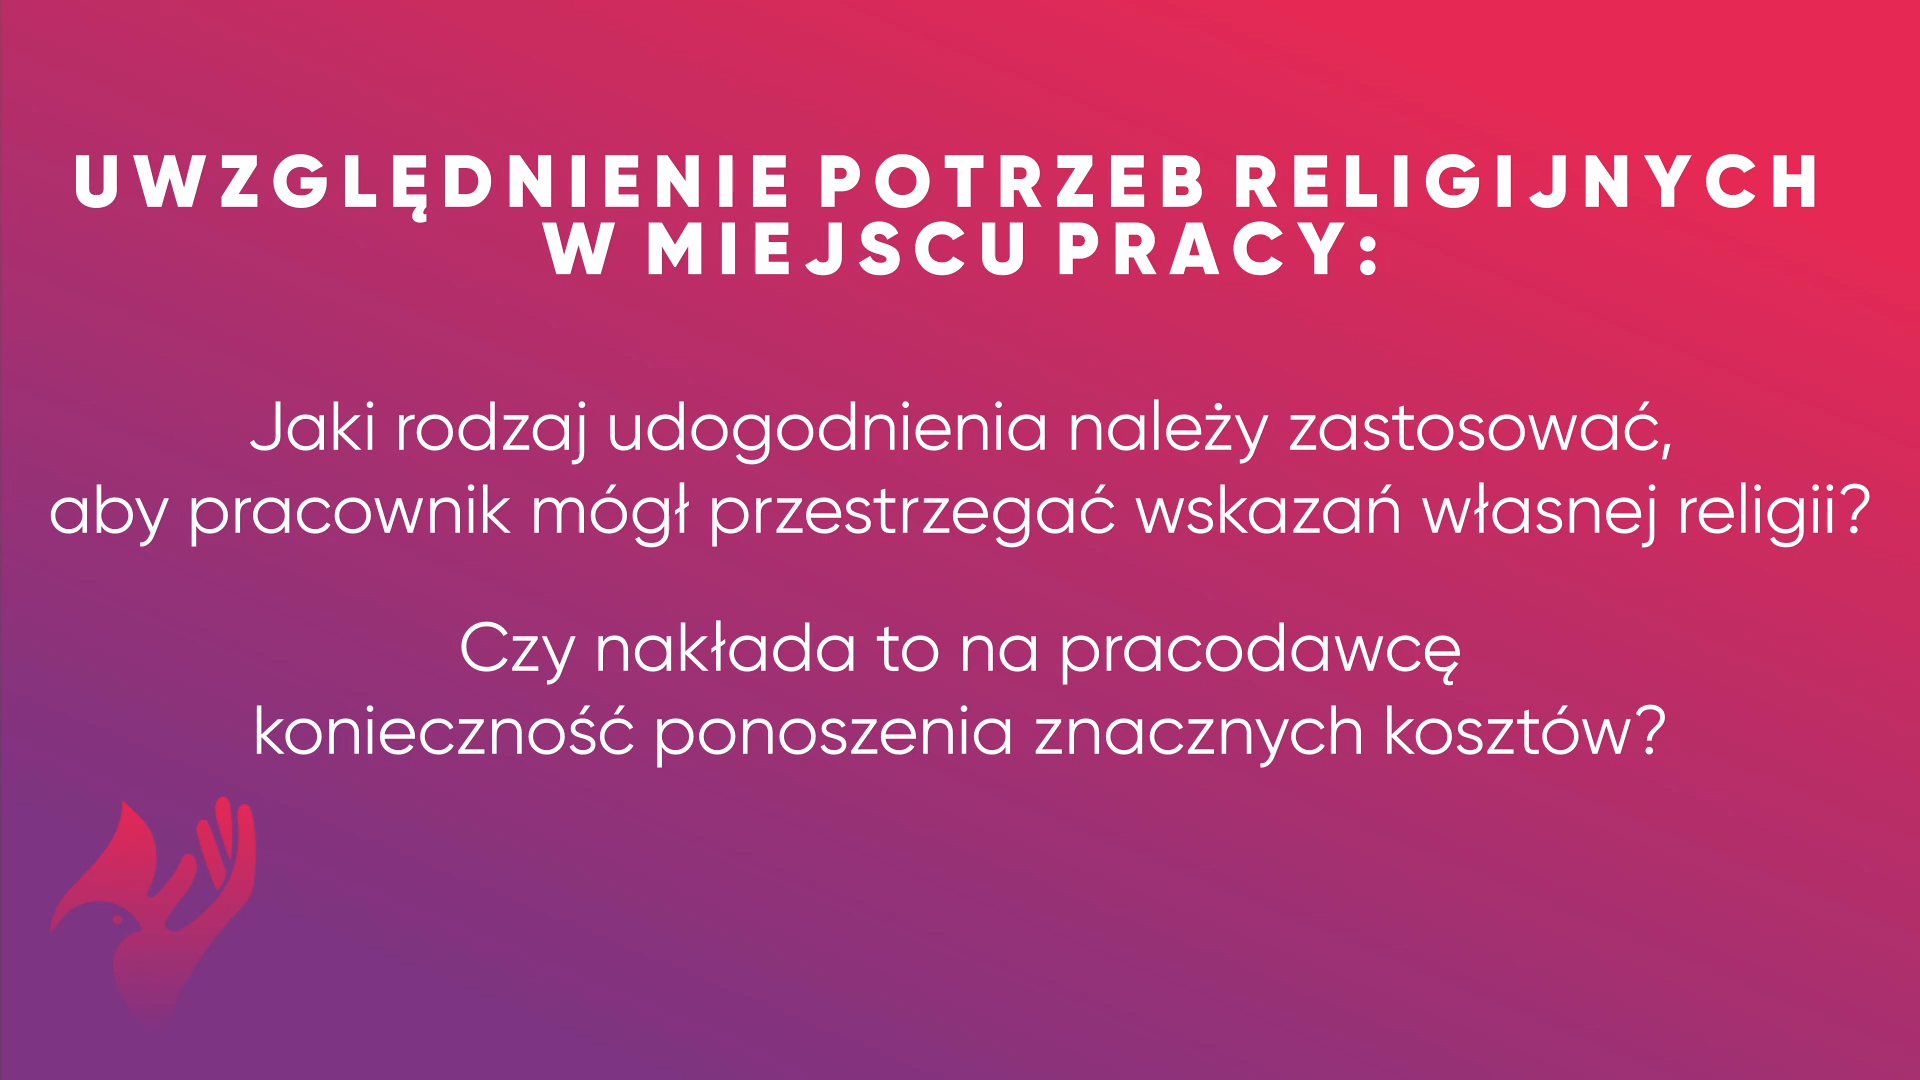 UWZGLĘDNIENIE POTRZEB RELIGIJNYCH
W MIEJSCU PRACY:
Jaki rodzaj udogodnienia należy zastosować,
aby pracownik mógł przestrzegać wskazań własnej religii?
Czy nakłada to na pracodawcę
konieczność ponoszenia znacznych kosztów?